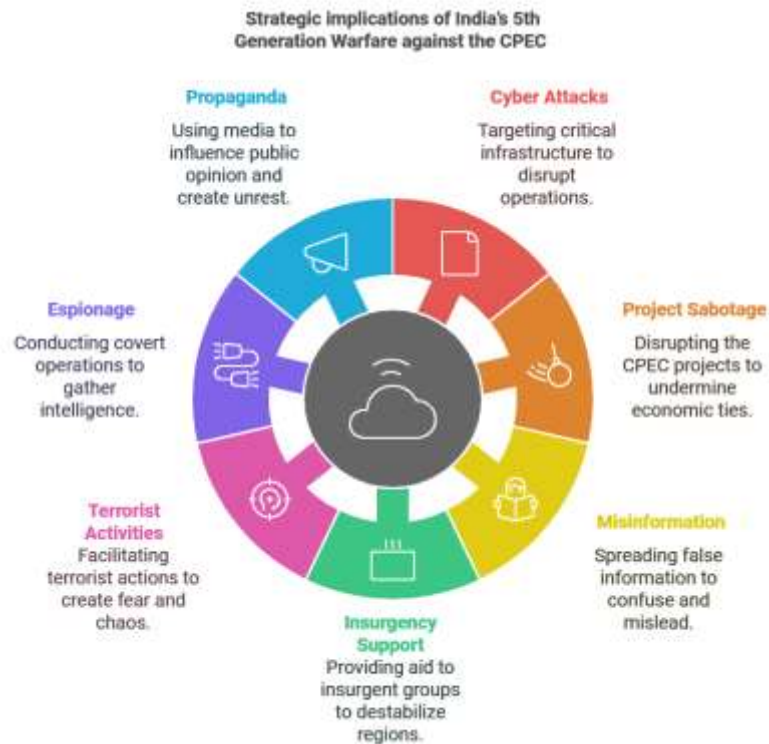 Strategic implications of India's 5th
Generation Warfare against the CPEC
Propaganda
Using media to
influence public
opinion and
create unrest.
Cyber Attacks
Targeting critical
infrastructure to
disrupt
operations.
Espionage
Conducting covert
operations to
gather
intelligence.
Project Sabotage
Disrupting the
CPEC projects to
undermine
economic ties.
Terrorist
Activities
Facilitating
terrorist actions to
create fear and
chaos.
Misinformation
Spreading false
information to
confuse and
mislead.
Insurgency
Support
Providing aid to
insurgent groups
to destabilize
regions.